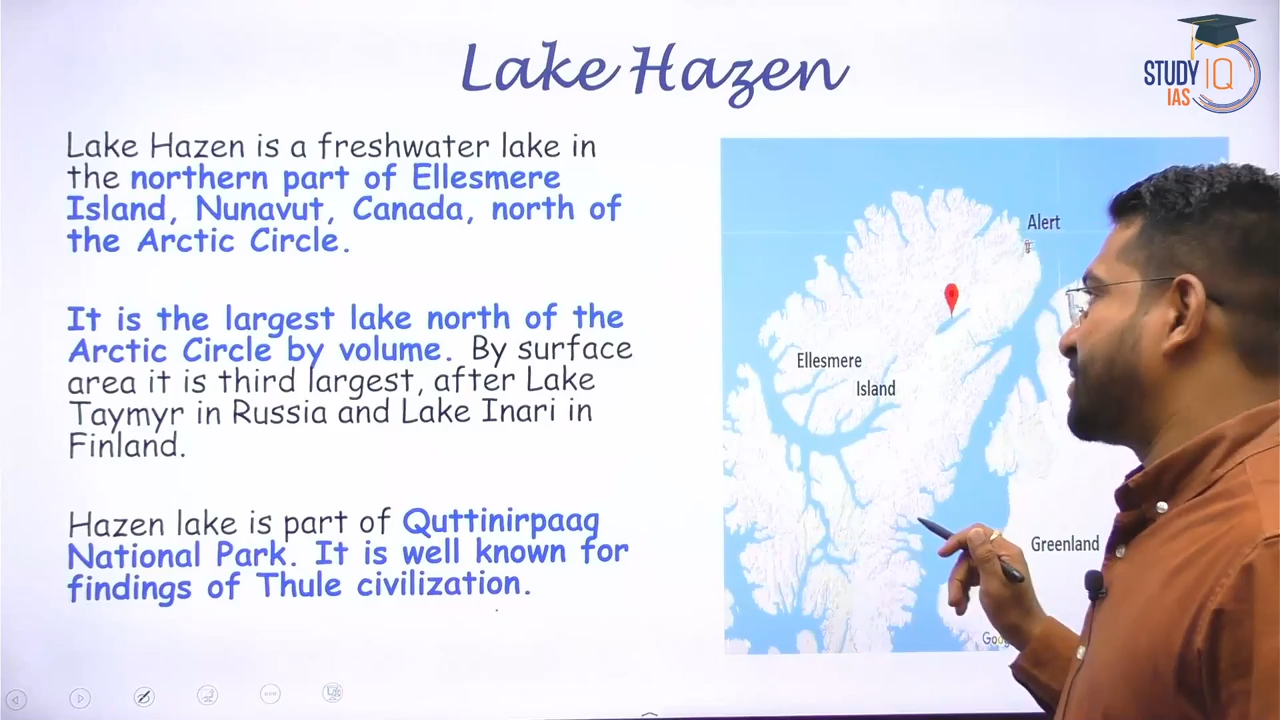 Lake Hazen
STUDY IQ
IAS
Lake Hazen is a freshwater lake in
the northern part of Ellesmere
Island, Nunavut, Canada, north of
the Arctic Circle.
It is the largest lake north of the
Arctic Circle by volume. By surface
area it is third largest, after Lake
Taymyr in Russia and Lake Inari in
Finland.
Hazen lake is part of Quttinirpaaq
National Park. It is well known for
findings of Thule civilization.
Alert
Ellesmere
Island
Greenland